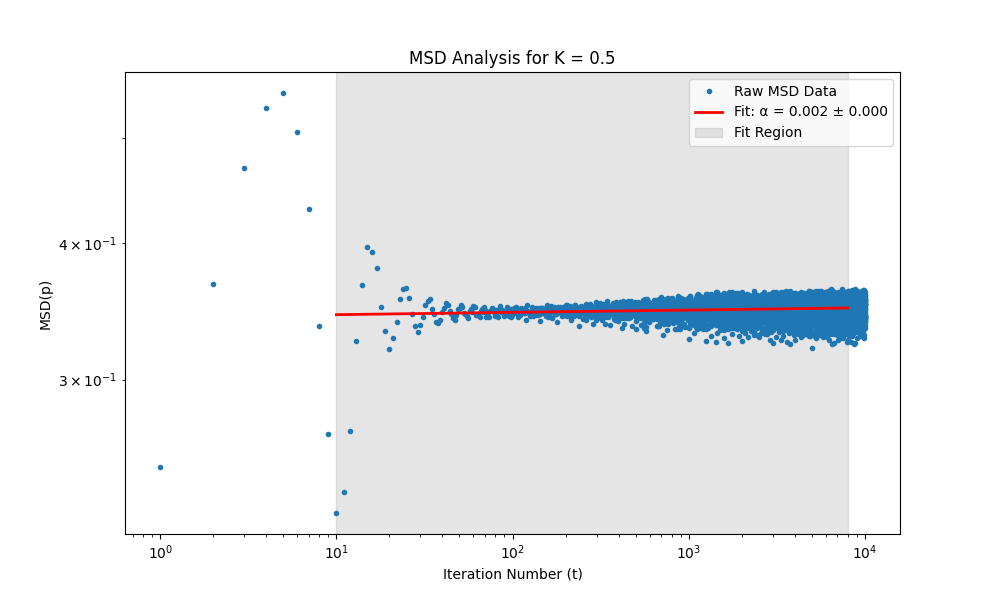 MSD Analysis for K = 0.5
Raw MSD Data
Fit: α = 0.002 ± 0.000
Fit Region
MSD(p)
4 × 10⁻¹
3 × 10⁻¹
10⁰
10¹
10²
10³
10⁴
Iteration Number (t)